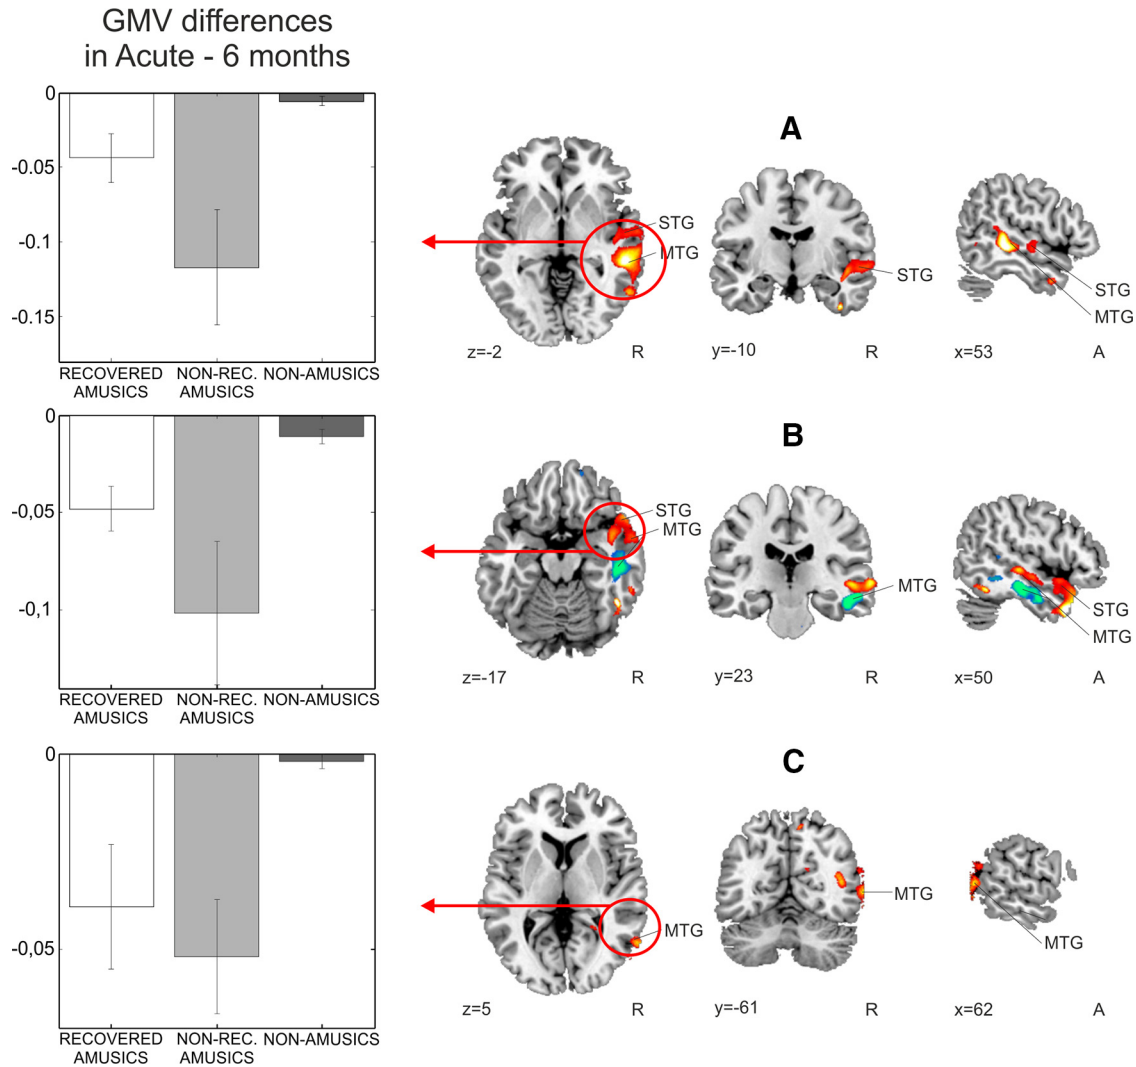 GMV differences
in Acute - 6 months
0
-0.05
-0.1
-0.15
RECOVERED AMUSICS
NON-REC. AMUSICS
NON-AMUSICS
A
STG
MTG
z=-2
R
STG
y=-10
R
STG
MTG
x=53
A
0
-0,05
-0,1
RECOVERED AMUSICS
NON-REC. AMUSICS
NON-AMUSICS
B
STG
MTG
z=-17
R
MTG
y=23
R
STG
MTG
x=50
A
0
-0,05
RECOVERED AMUSICS
NON-REC. AMUSICS
NON-AMUSICS
C
MTG
z=5
R
MTG
y=-61
R
MTG
x=62
A